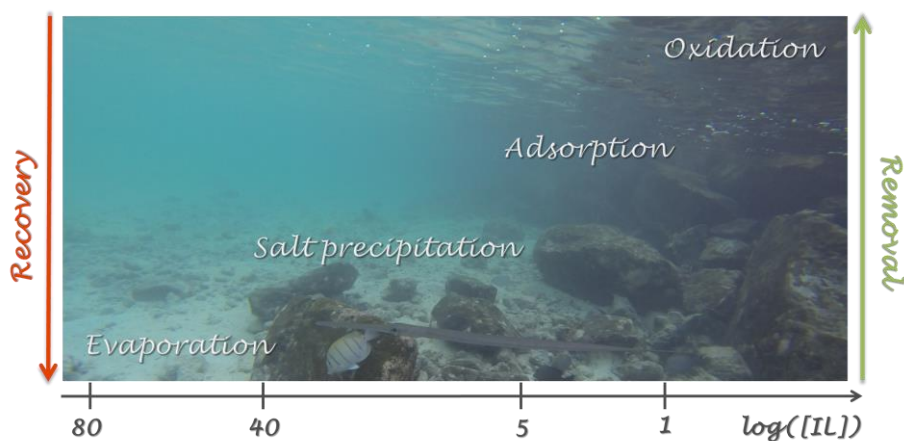 Oxidation
Adsorption
Recovery
Removal
Salt precipitation
Evaporation
80 40 5 1 log([IL])